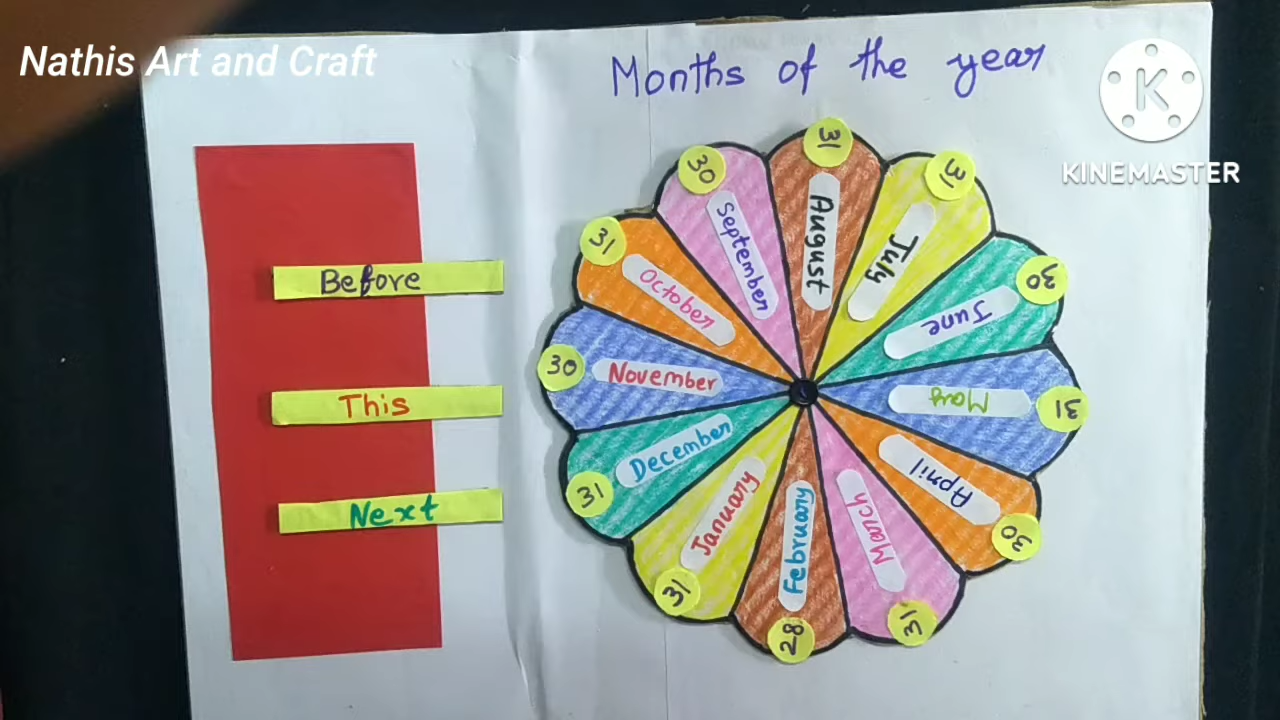 Nathis Art and Craft
Months of the year
K
KINEMASTER
Before
This
Next
January
31
February
28
March
31
April
30
May
31
June
30
July
31
August
31
September
30
October
31
November
30
December
31